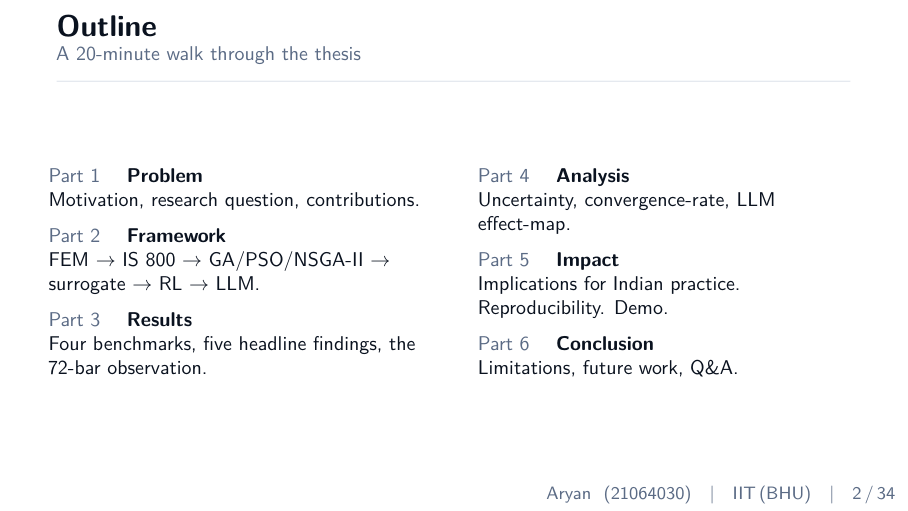 Outline
A 20-minute walk through the thesis
Part 1 Problem
Motivation, research question, contributions.
Part 2 Framework
FEM → IS 800 → GA/PSO/NSGA-II →
surrogate → RL → LLM.
Part 3 Results
Four benchmarks, five headline findings, the
72-bar observation.
Part 4 Analysis
Uncertainty, convergence-rate, LLM
effect-map.
Part 5 Impact
Implications for Indian practice.
Reproducibility. Demo.
Part 6 Conclusion
Limitations, future work, Q&A.
Aryan (21064030) | IIT (BHU) | 2 / 34